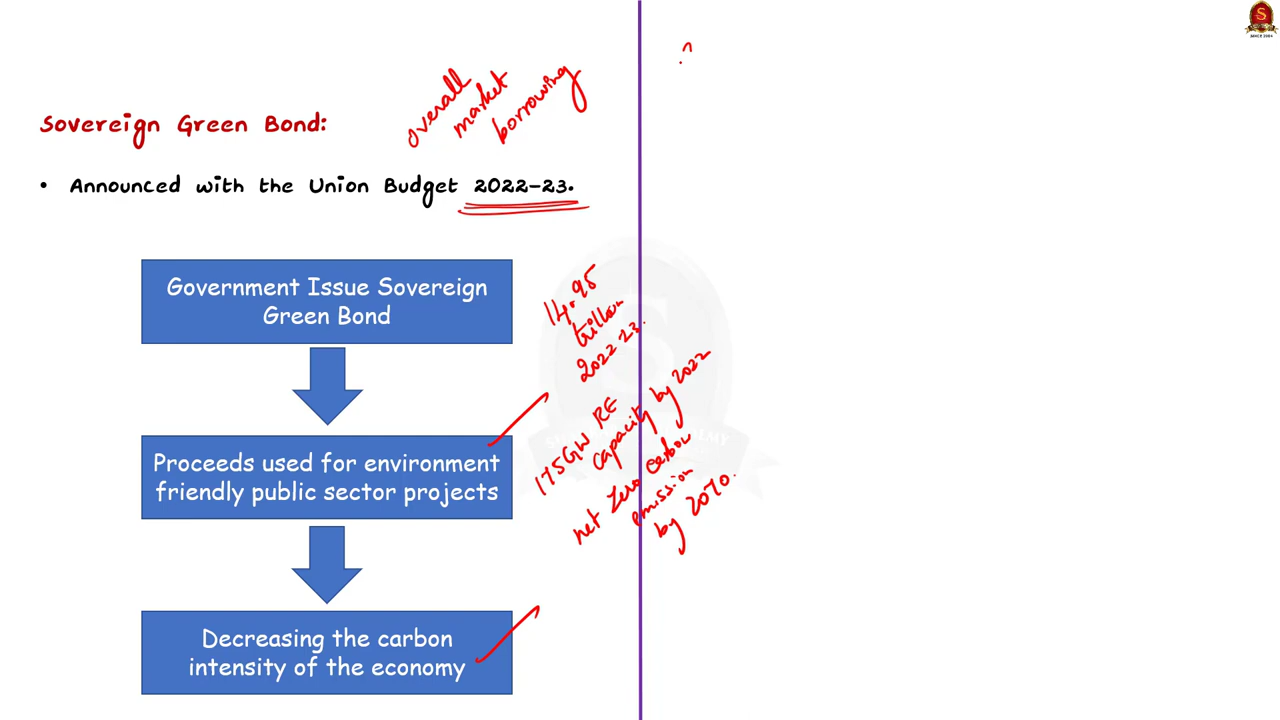 Sovereign Green Bond:
overall
market
borrowing
• Announced with the Union Budget 2022-23.
Government Issue Sovereign
Green Bond
14.95
trillion
2022-23.
Proceeds used for environment
friendly public sector projects
175GW RE
capacity by 2022
net zero carbon
emission
by 2070.
Decreasing the carbon
intensity of the economy
S
SINCE 2004